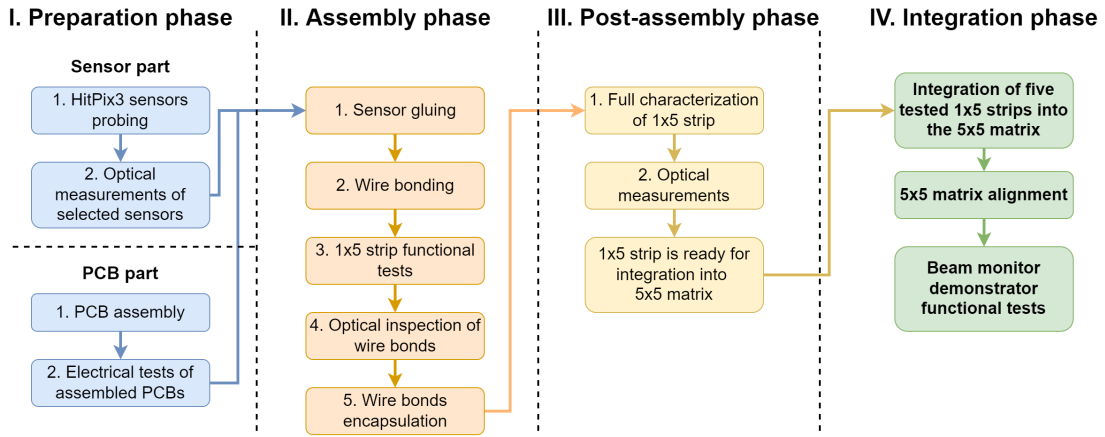 I. Preparation phase
Sensor part
1. HitPix3 sensors
probing
2. Optical
measurements of
selected sensors
PCB part
1. PCB assembly
2. Electrical tests of
assembled PCBs
II. Assembly phase
1. Sensor gluing
2. Wire bonding
3. 1x5 strip functional
tests
4. Optical inspection of
wire bonds
5. Wire bonds
encapsulation
III. Post-assembly phase
1. Full characterization
of 1x5 strip
2. Optical
measurements
1x5 strip is ready for
integration into
5x5 matrix
IV. Integration phase
Integration of five
tested 1x5 strips into
the 5x5 matrix
5x5 matrix alignment
Beam monitor
demonstrator
functional tests